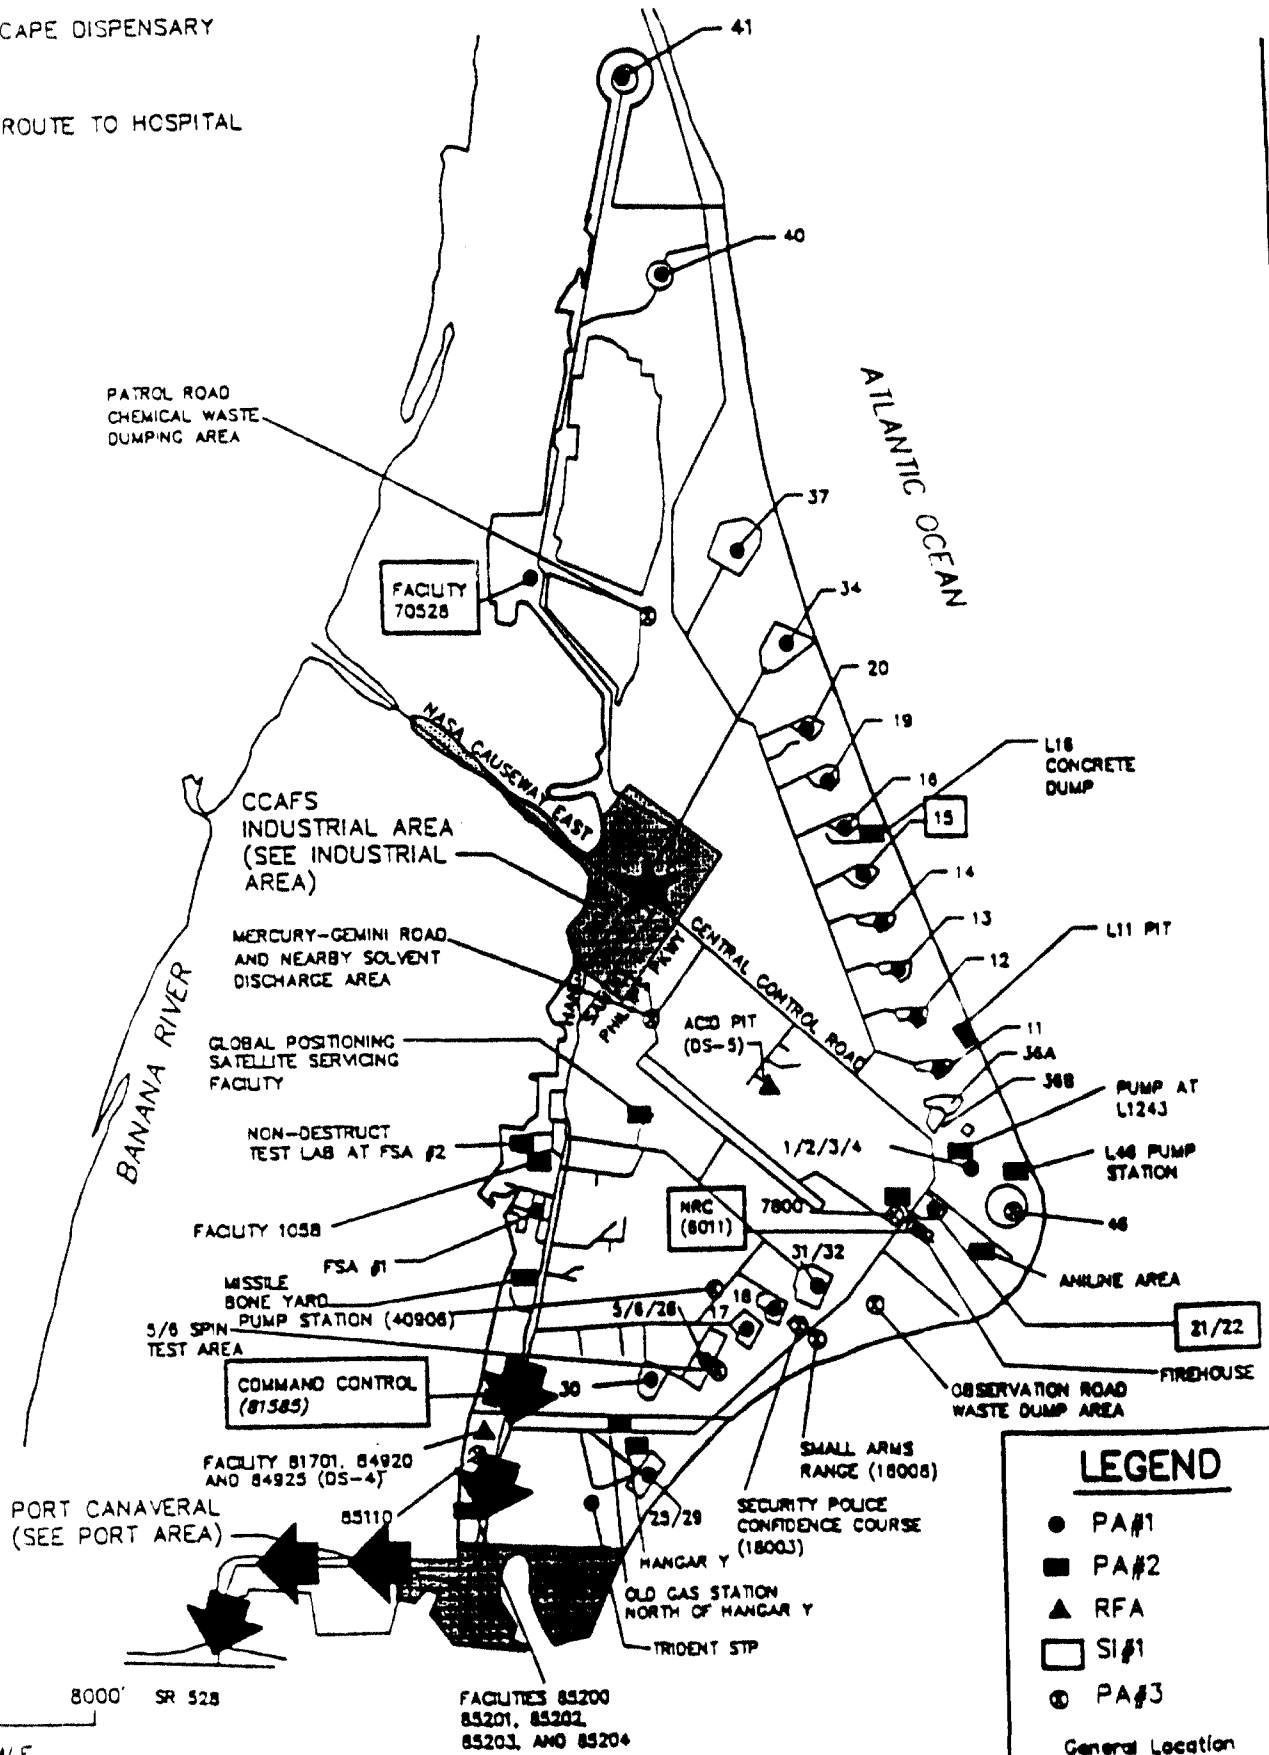 CAPE DISPENSARY
ROUTE TO HOSPITAL
41
40
PATROL ROAD
CHEMICAL WASTE
DUMPING AREA
ATLANTIC OCEAN
37
FACILITY
70528
34
20
19
NASA CAUSEWAY EAST
L16
CONCRETE
DUMP
16
15
CCAFS
INDUSTRIAL AREA
(SEE INDUSTRIAL
AREA)
14
13
L11 PIT
MERCURY-GEMINI ROAD
AND NEARBY SOLVENT
DISCHARGE AREA
CENTRAL CONTROL ROAD
PKWY
12
BANANA RIVER
ACID PIT
(DS-5)
11
36A
36B
GLOBAL POSITIONING
SATELLITE SERVICING
FACILITY
PUMP AT
L1243
NON-DESTRUCT
TEST LAB AT FSA #2
1/2/3/4
L46 PUMP
STATION
NRC
(6011)
7800
46
FACILITY 1058
FSA #1
31/32
ANILINE AREA
MISSILE
BONE YARD
PUMP STATION (40906)
5/6/26
17
18
21/22
5/6 SPIN
TEST AREA
FIREHOUSE
COMMAND CONTROL
(81585)
30
OBSERVATION ROAD
WASTE DUMP AREA
SMALL ARMS
RANGE (18008)
FACILITY 81701, 84920
AND 84925 (DS-4)
85110
25/29
SECURITY POLICE
CONFIDENCE COURSE
(18003)
PORT CANAVERAL
(SEE PORT AREA)
HANGAR Y
OLD GAS STATION
NORTH OF HANGAR Y
TRIDENT STP
8000'
SR 528
FACILITIES 85200
85201, 85202
85203, AND 85204
LEGEND
PA#1
PA#2
RFA
SI#1
PA#3
General Location